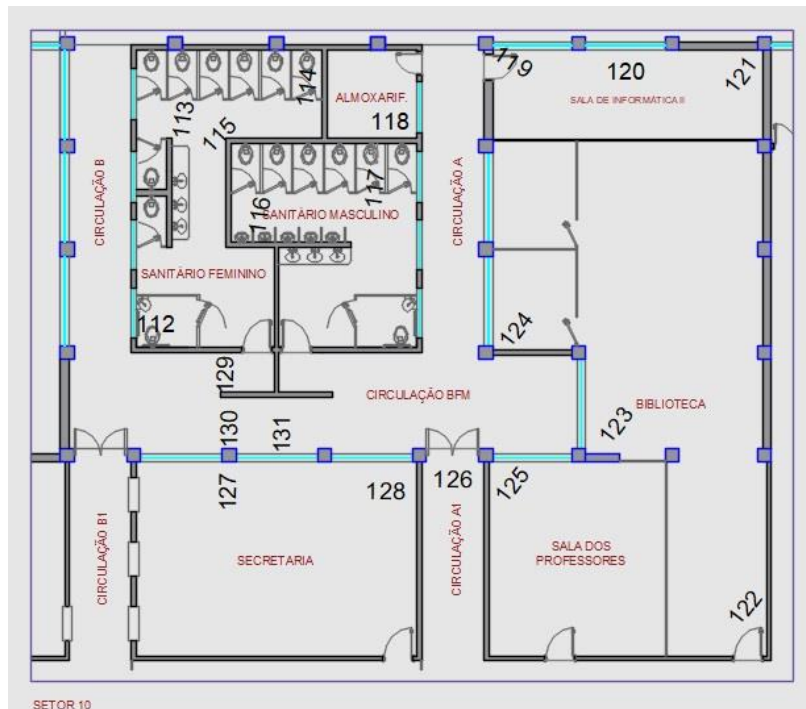 119
120
121
114
ALMOXARIF.
SALA DE INFORMÁTICA II
113
118
115
117
CIRCULAÇÃO B
CIRCULAÇÃO A
116
SANITÁRIO MASCULINO
SANITÁRIO FEMININO
112
124
129
CIRCULAÇÃO BFM
BIBLIOTECA
130
131
123
127
128
126
125
CIRCULAÇÃO B1
SECRETARIA
CIRCULAÇÃO A1
SALA DOS
PROFESSORES
122
SETOR 10